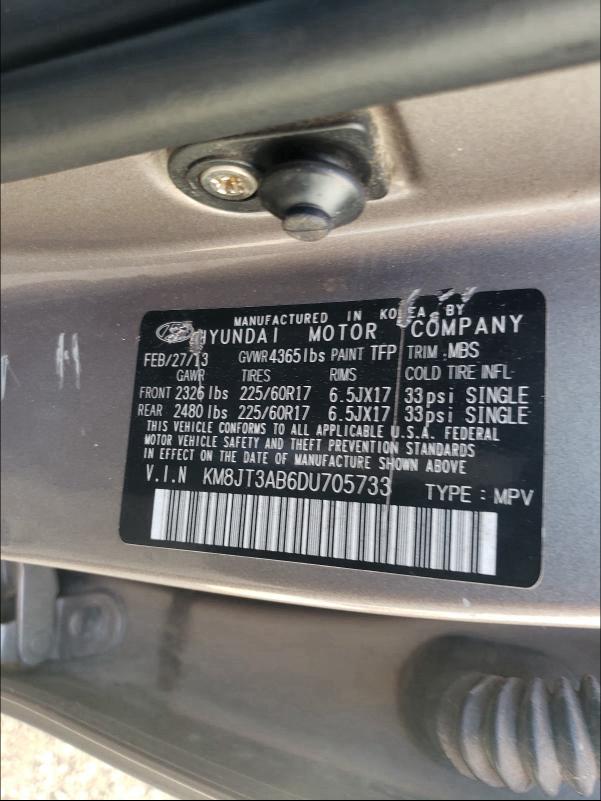 MANUFACTURED IN KOREA BY
HYUNDAI MOTOR COMPANY
FEB/27/13 GVWR 4365lbs PAINT TFP TRIM :MBS
GAWR TIRES RIMS COLD TIRE INFL
FRONT 2326 lbs 225/60R17 6.5JX17 33psi SINGLE
REAR 2480 lbs 225/60R17 6.5JX17 33psi SINGLE
THIS VEHICLE CONFORMS TO ALL APPLICABLE U.S.A. FEDERAL
MOTOR VEHICLE SAFETY AND THEFT PREVENTION STANDARDS
IN EFFECT ON THE DATE OF MANUFACTURE SHOWN ABOVE
V.I.N KM8JT3AB6DU705733 TYPE : MPV